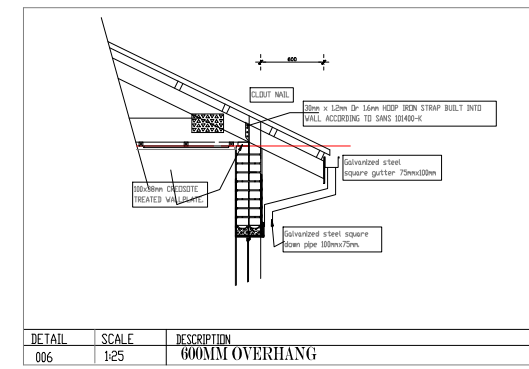 600
CLOUT NAIL
30mm x 1.2mm Or 1.6mm HOOP IRON STRAP BUILT INTO
WALL ACCORDING TO SANS 101400-K
Galvanized steel
square gutter 75mmx100mm
100x38mm CREOSOTE
TREATED WALLPLATE.
Galvanized steel square
down pipe 100mmx75mm.
DETAIL SCALE DESCRIPTION
006 1:25 600MM OVERHANG